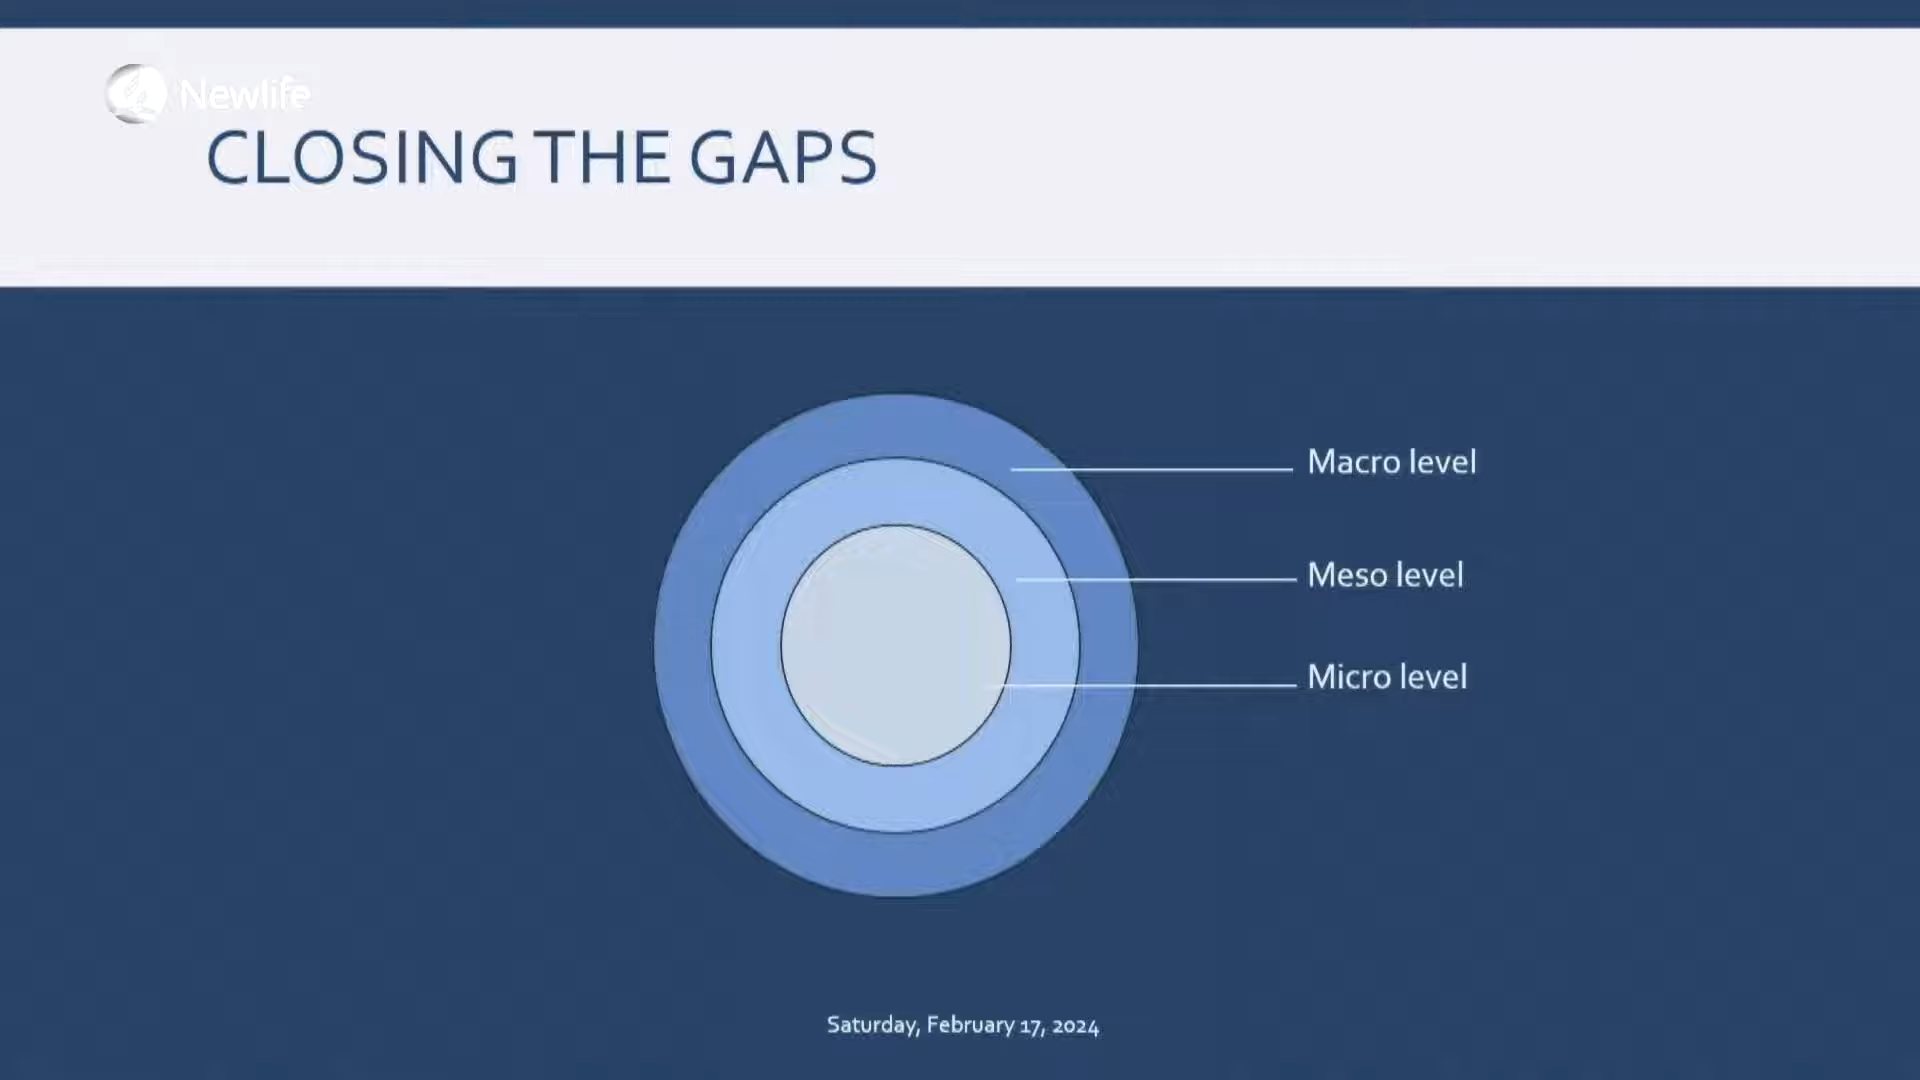 Newlife
CLOSING THE GAPS
Macro level
Meso level
Micro level
Saturday, February 17, 2024